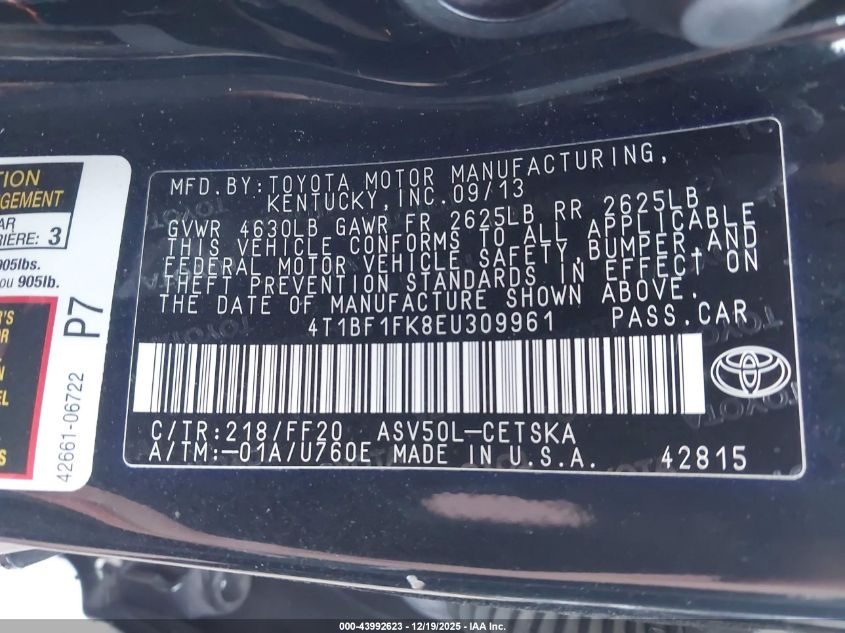 TION
GEMENT
AR
RIÈRE: 3
905lbs.
ou 905lb.
P7
42661-06722
MFD. BY: TOYOTA MOTOR MANUFACTURING,
KENTUCKY, INC. 09/13
GVWR 4630LB GAWR FR 2625LB RR 2625LB
THIS VEHICLE CONFORMS TO ALL APPLICABLE
FEDERAL MOTOR VEHICLE SAFETY, BUMPER, AND
THEFT PREVENTION STANDARDS IN EFFECT ON
THE DATE OF MANUFACTURE SHOWN ABOVE.
4T1BF1FK8EU309961 PASS. CAR
TOYOTA
C/TR: 218/FF20 ASV50L-CETSKA
A/TM: -01A/U760E MADE IN U.S.A. 42815
000-43992623 — 12/19/2025 - IAAI.COM